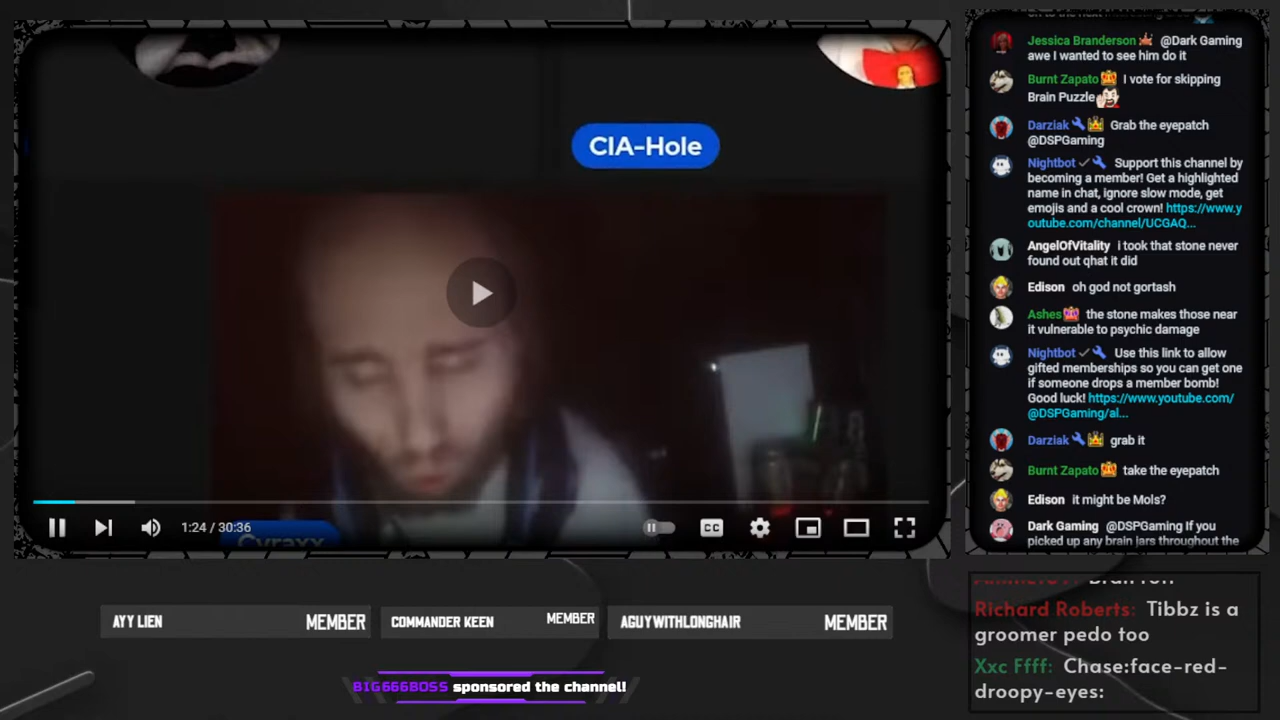 CIA-Hole
1:24 / 30:36
CC
Cyraxx
Jessica Branderson @Dark Gaming
awe I wanted to see him do it
Burnt Zapato I vote for skipping
Brain Puzzle
Darziak Grab the eyepatch
@DSPGaming
Nightbot Support this channel by
becoming a member! Get a highlighted
name in chat, ignore slow mode, get
emojis and a cool crown! https://www.y
outube.com/channel/UCGAQ...
AngelOfVitality i took that stone never
found out qhat it did
Edison oh god not gortash
Ashes the stone makes those near
it vulnerable to psychic damage
Nightbot Use this link to allow
gifted memberships so you can get one
if someone drops a member bomb!
Good luck! https://www.youtube.com/
@DSPGaming/al...
Darziak grab it
Burnt Zapato take the eyepatch
Edison it might be Mols?
Dark Gaming @DSPGaming If you
picked up any brain jars throughout the
Richard Roberts: Tibbz is a
groomer pedo too
Xxc Ffff: Chase:face-red-
droopy-eyes:
AYY LIEN MEMBER
COMMANDER KEEN MEMBER
AGUYWITHLONGHAIR MEMBER
BIG666BOSS sponsored the channel!